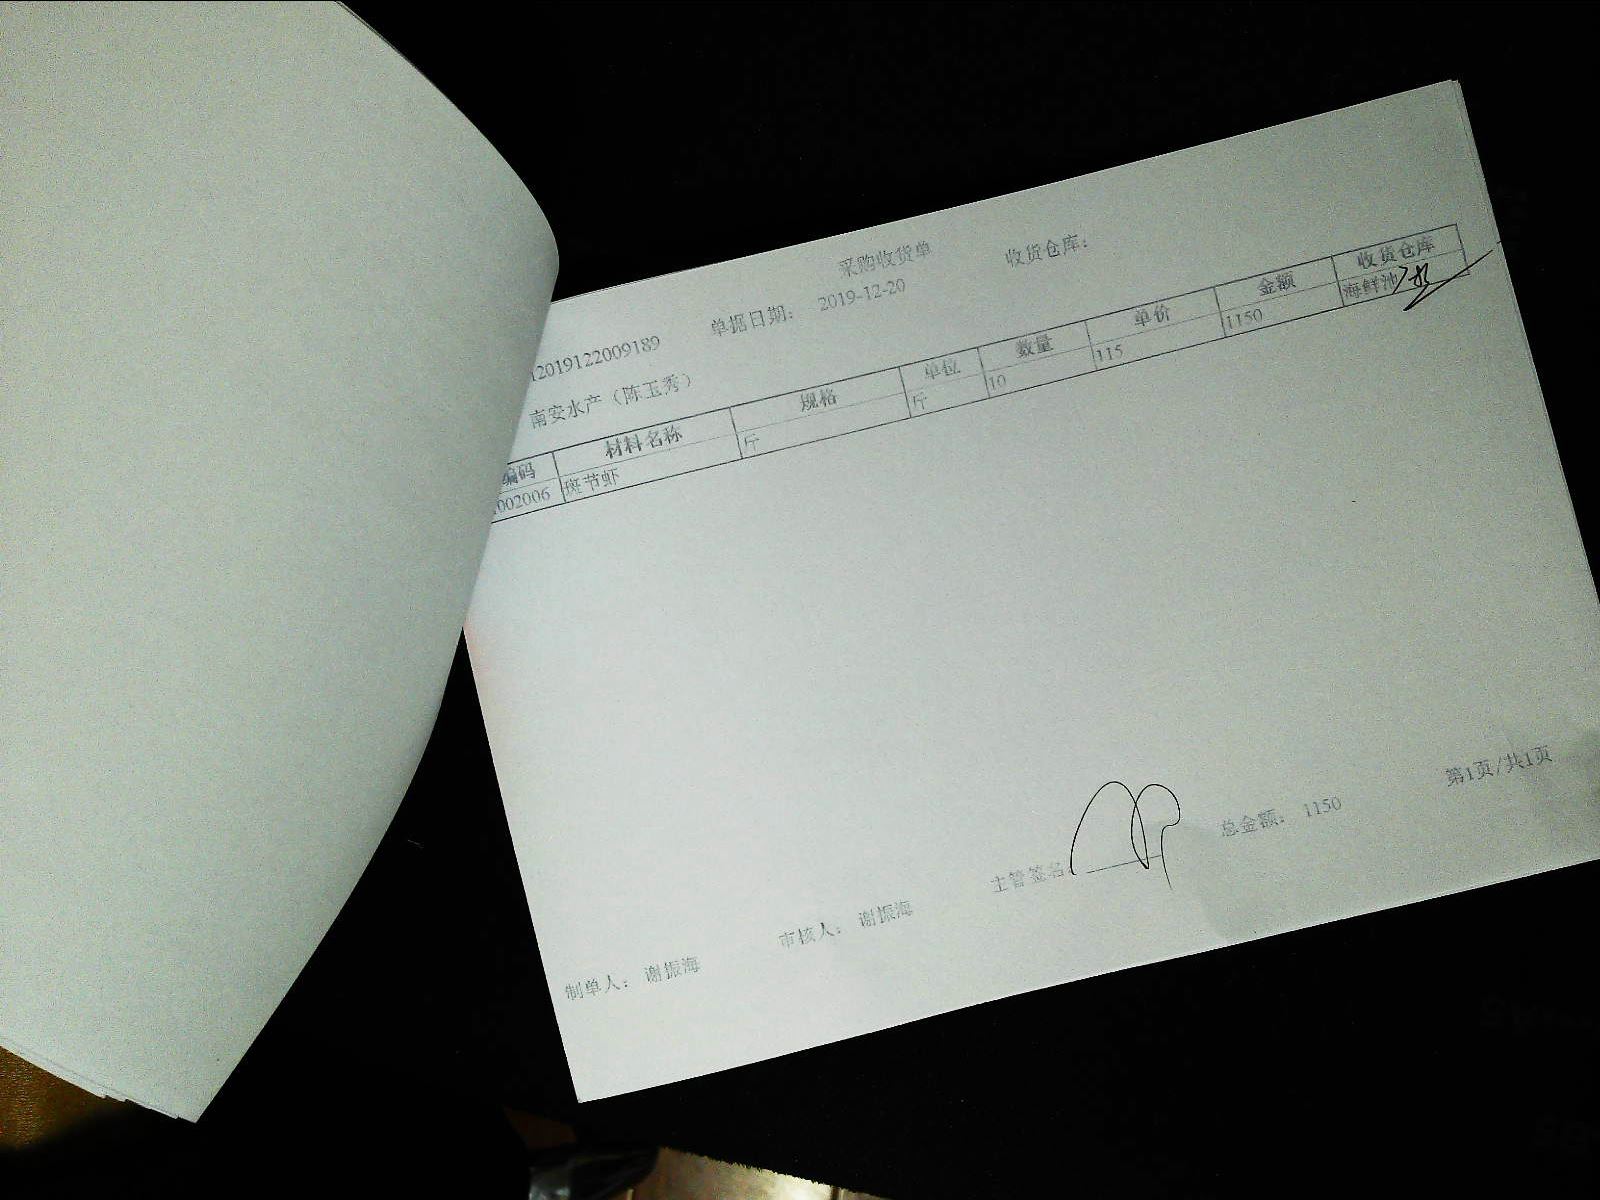 采购收货单 收货仓库：
12019122009189 单据日期： 2019-12-20
南安水产（陈玉秀）
编码 材料名称 规格 单位 数量 单价 金额 收货仓库
002006 斑节虾 斤 斤 10 115 1150 海鲜池
第1页/共1页
主管签名： 总金额： 1150
制单人： 谢振海 审核人： 谢振海